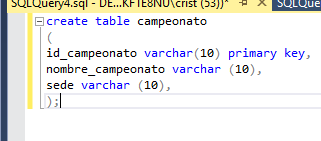 SQLQuery4.sql - DE...KFTE8NU\crist (53))*
SQLQue
create table campeonato
(
id_campeonato varchar(10) primary key,
nombre_campeonato varchar (10),
sede varchar (10),
);